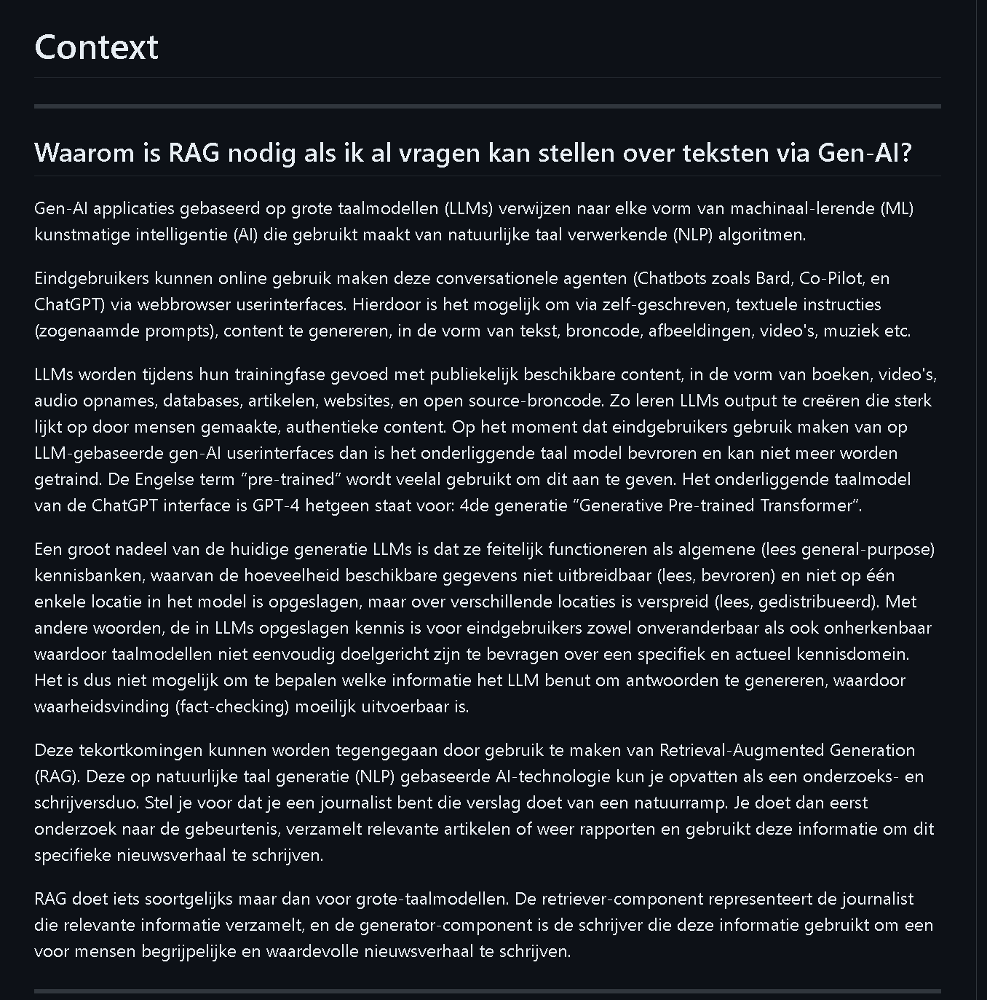 Context
Waarom is RAG nodig als ik al vragen kan stellen over teksten via Gen-AI?
Gen-AI applicaties gebaseerd op grote taalmodellen (LLMs) verwijzen naar elke vorm van machinaal-lerende (ML)
kunstmatige intelligentie (AI) die gebruikt maakt van natuurlijke taal verwerkende (NLP) algoritmen.
Eindgebruikers kunnen online gebruik maken deze conversationele agenten (Chatbots zoals Bard, Co-Pilot, en
ChatGPT) via webbrowser userinterfaces. Hierdoor is het mogelijk om via zelf-geschreven, textuele instructies
(zogenaamde prompts), content te genereren, in de vorm van tekst, broncode, afbeeldingen, video's, muziek etc.
LLMs worden tijdens hun trainingfase gevoed met publiekelijk beschikbare content, in de vorm van boeken, video's,
audio opnames, databases, artikelen, websites, en open source-broncode. Zo leren LLMs output te creëren die sterk
lijkt op door mensen gemaakte, authentieke content. Op het moment dat eindgebruikers gebruik maken van op
LLM-gebaseerde gen-AI userinterfaces dan is het onderliggende taal model bevroren en kan niet meer worden
getraind. De Engelse term “pre-trained” wordt veelal gebruikt om dit aan te geven. Het onderliggende taalmodel
van de ChatGPT interface is GPT-4 hetgeen staat voor: 4de generatie “Generative Pre-trained Transformer”.
Een groot nadeel van de huidige generatie LLMs is dat ze feitelijk functioneren als algemene (lees general-purpose)
kennisbanken, waarvan de hoeveelheid beschikbare gegevens niet uitbreidbaar (lees, bevroren) en niet op één
enkele locatie in het model is opgeslagen, maar over verschillende locaties is verspreid (lees, gedistribueerd). Met
andere woorden, de in LLMs opgeslagen kennis is voor eindgebruikers zowel onveranderbaar als ook onherkenbaar
waardoor taalmodellen niet eenvoudig doelgericht zijn te bevragen over een specifiek en actueel kennisdomein.
Het is dus niet mogelijk om te bepalen welke informatie het LLM benut om antwoorden te genereren, waardoor
waarheidsvinding (fact-checking) moeilijk uitvoerbaar is.
Deze tekortkomingen kunnen worden tegengegaan door gebruik te maken van Retrieval-Augmented Generation
(RAG). Deze op natuurlijke taal generatie (NLP) gebaseerde AI-technologie kun je opvatten als een onderzoeks- en
schrijversduo. Stel je voor dat je een journalist bent die verslag doet van een natuurramp. Je doet dan eerst
onderzoek naar de gebeurtenis, verzamelt relevante artikelen of weer rapporten en gebruikt deze informatie om dit
specifieke nieuwsverhaal te schrijven.
RAG doet iets soortgelijks maar dan voor grote-taalmodellen. De retriever-component representeert de journalist
die relevante informatie verzamelt, en de generator-component is de schrijver die deze informatie gebruikt om een
voor mensen begrijpelijke en waardevolle nieuwsverhaal te schrijven.